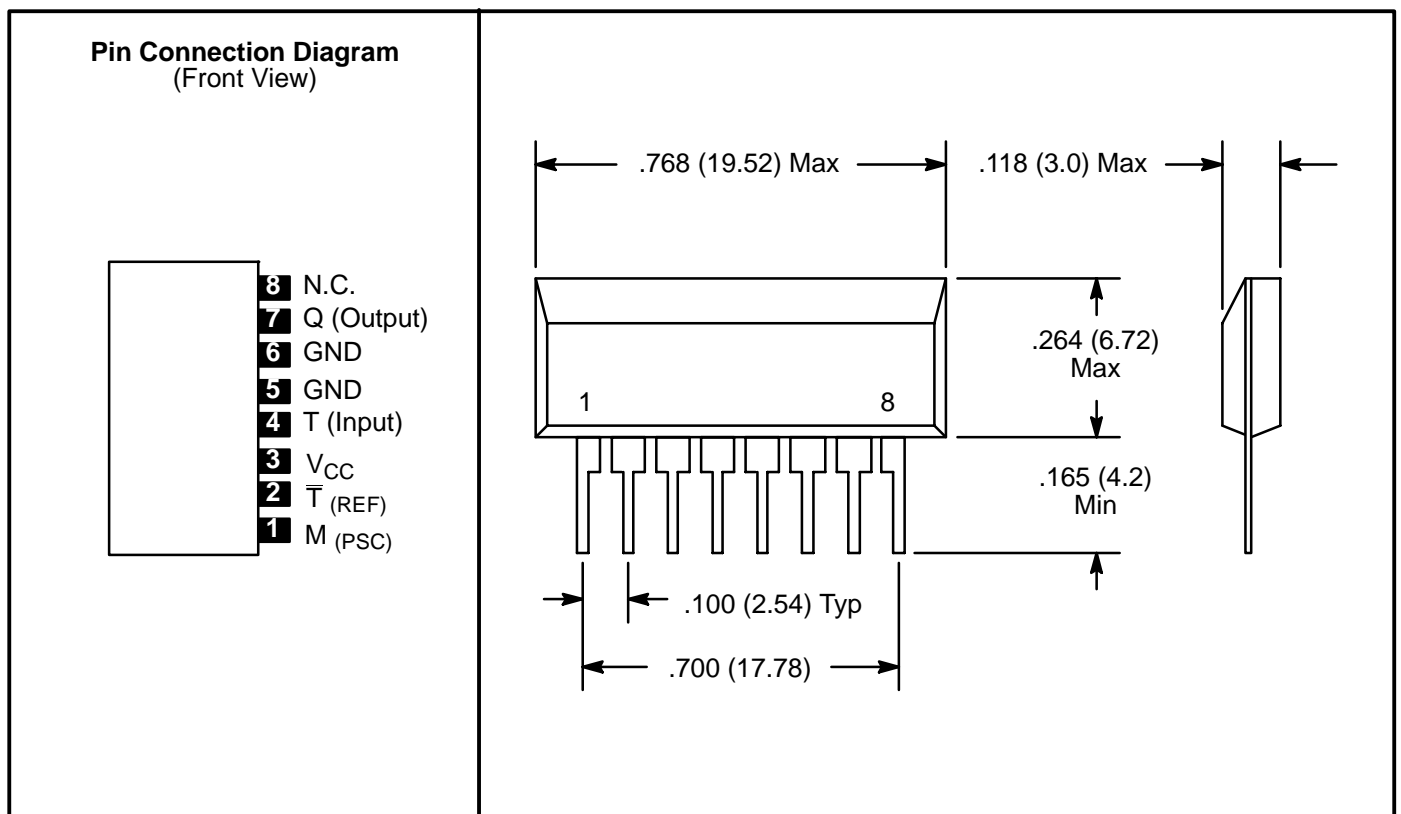 Pin Connection Diagram
(Front View)
8 N.C.
7 Q (Output)
6 GND
5 GND
4 T (Input)
3 VCC
2 T̿ (REF)
1 M (PSC)
.768 (19.52) Max
.118 (3.0) Max
.264 (6.72)
Max
1 8
.165 (4.2)
Min
.100 (2.54) Typ
.700 (17.78)